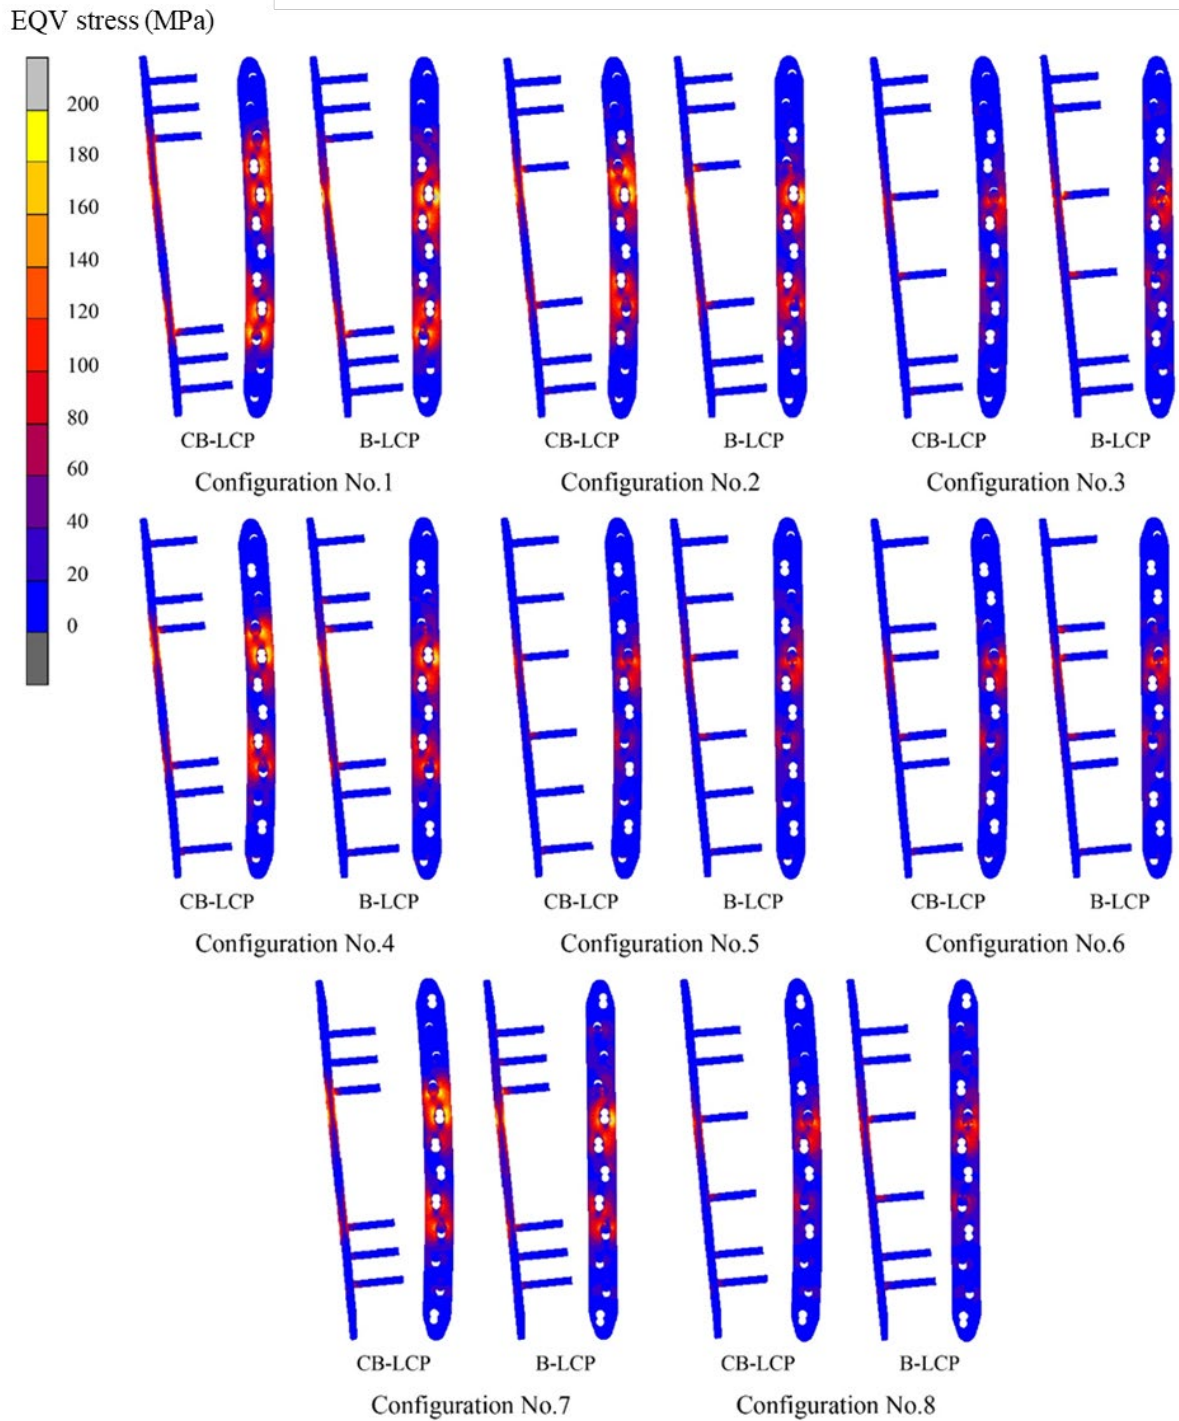 EQV stress (MPa)
200
180
160
140
120
100
80
60
40
20
0
CB-LCP B-LCP CB-LCP B-LCP CB-LCP B-LCP
Configuration No.1 Configuration No.2 Configuration No.3
CB-LCP B-LCP CB-LCP B-LCP CB-LCP B-LCP
Configuration No.4 Configuration No.5 Configuration No.6
CB-LCP B-LCP CB-LCP B-LCP
Configuration No.7 Configuration No.8